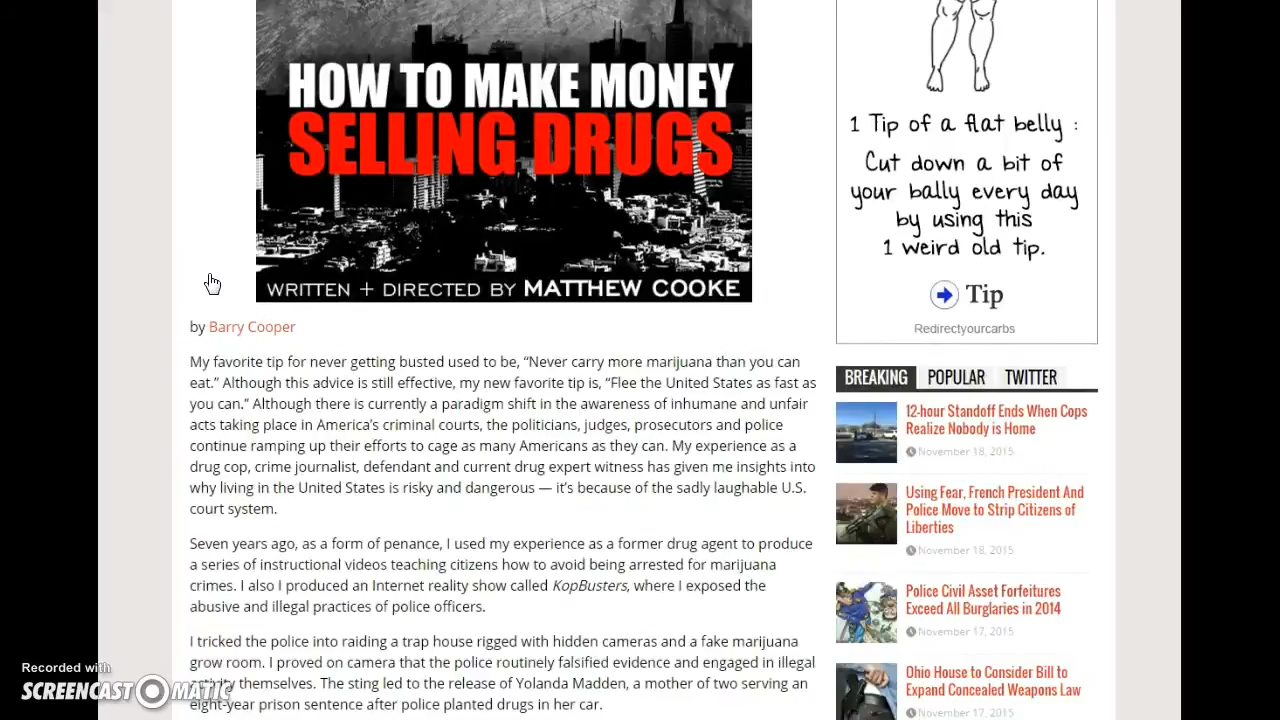 HOW TO MAKE MONEY
SELLING DRUGS
WRITTEN + DIRECTED BY MATTHEW COOKE
by Barry Cooper
My favorite tip for never getting busted used to be, “Never carry more marijuana than you can
eat.” Although this advice is still effective, my new favorite tip is, “Flee the United States as fast as
you can.” Although there is currently a paradigm shift in the awareness of inhumane and unfair
acts taking place in America’s criminal courts, the politicians, judges, prosecutors and police
continue ramping up their efforts to cage as many Americans as they can. My experience as a
drug cop, crime journalist, defendant and current drug expert witness has given me insights into
why living in the United States is risky and dangerous — it’s because of the sadly laughable U.S.
court system.
Seven years ago, as a form of penance, I used my experience as a former drug agent to produce
a series of instructional videos teaching citizens how to avoid being arrested for marijuana
crimes. I also I produced an Internet reality show called KopBusters, where I exposed the
abusive and illegal practices of police officers.
I tricked the police into raiding a trap house rigged with hidden cameras and a fake marijuana
grow room. I proved on camera that the police routinely falsified evidence and engaged in illegal
themselves. The sting led to the release of Yolanda Madden, a mother of two serving an
eight-year prison sentence after police planted drugs in her car.
1 Tip of a flat belly :
Cut down a bit of
your bally every day
by using this
1 weird old tip.
Tip
Redirectyourcarbs
BREAKING POPULAR TWITTER
12-hour Standoff Ends When Cops
Realize Nobody is Home
November 18, 2015
Using Fear, French President And
Police Move to Strip Citizens of
Liberties
November 18, 2015
Police Civil Asset Forfeitures
Exceed All Burglaries in 2014
November 17, 2015
Ohio House to Consider Bill to
Expand Concealed Weapons Law
November 17, 2015
Recorded with
SCREENCAST MATIC